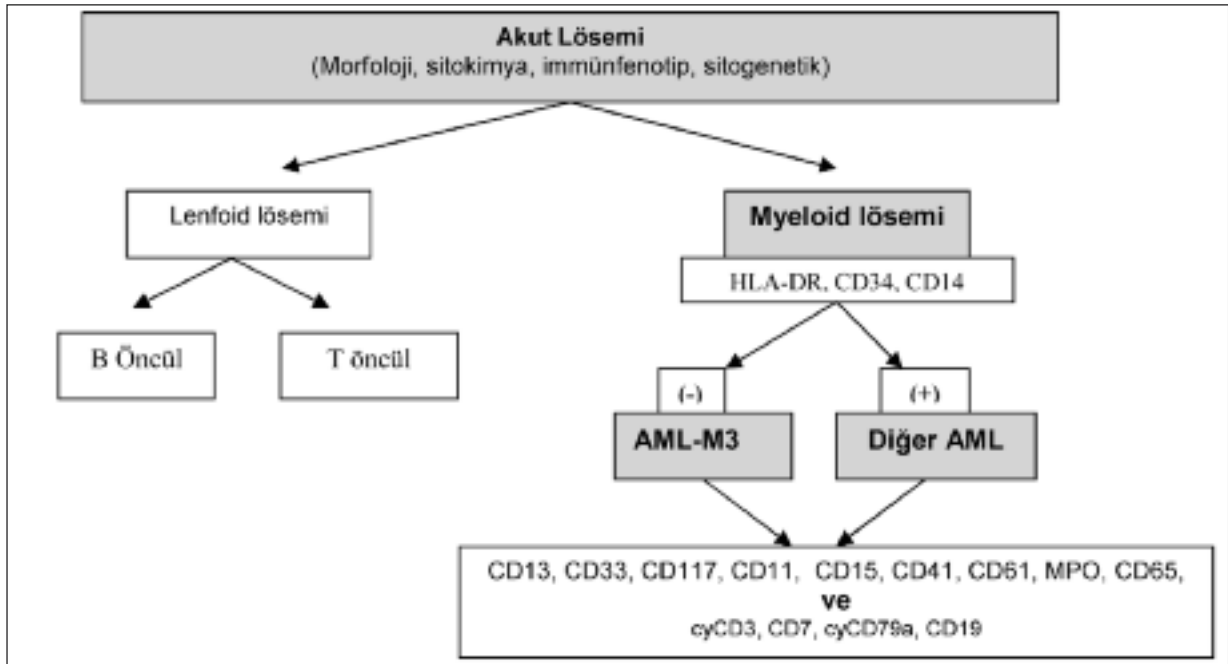 Akut Lösemi
(Morfoloji, sitokimya, immünfenotip, sitogenetik)
Lenfoid lösemi
Myeloid lösemi
HLA-DR, CD34, CD14
B Öncül
T öncül
(-)
(+)
AML-M3
Diğer AML
CD13, CD33, CD117, CD11, CD15, CD41, CD61, MPO, CD65,
ve
cyCD3, CD7, cyCD79a, CD19